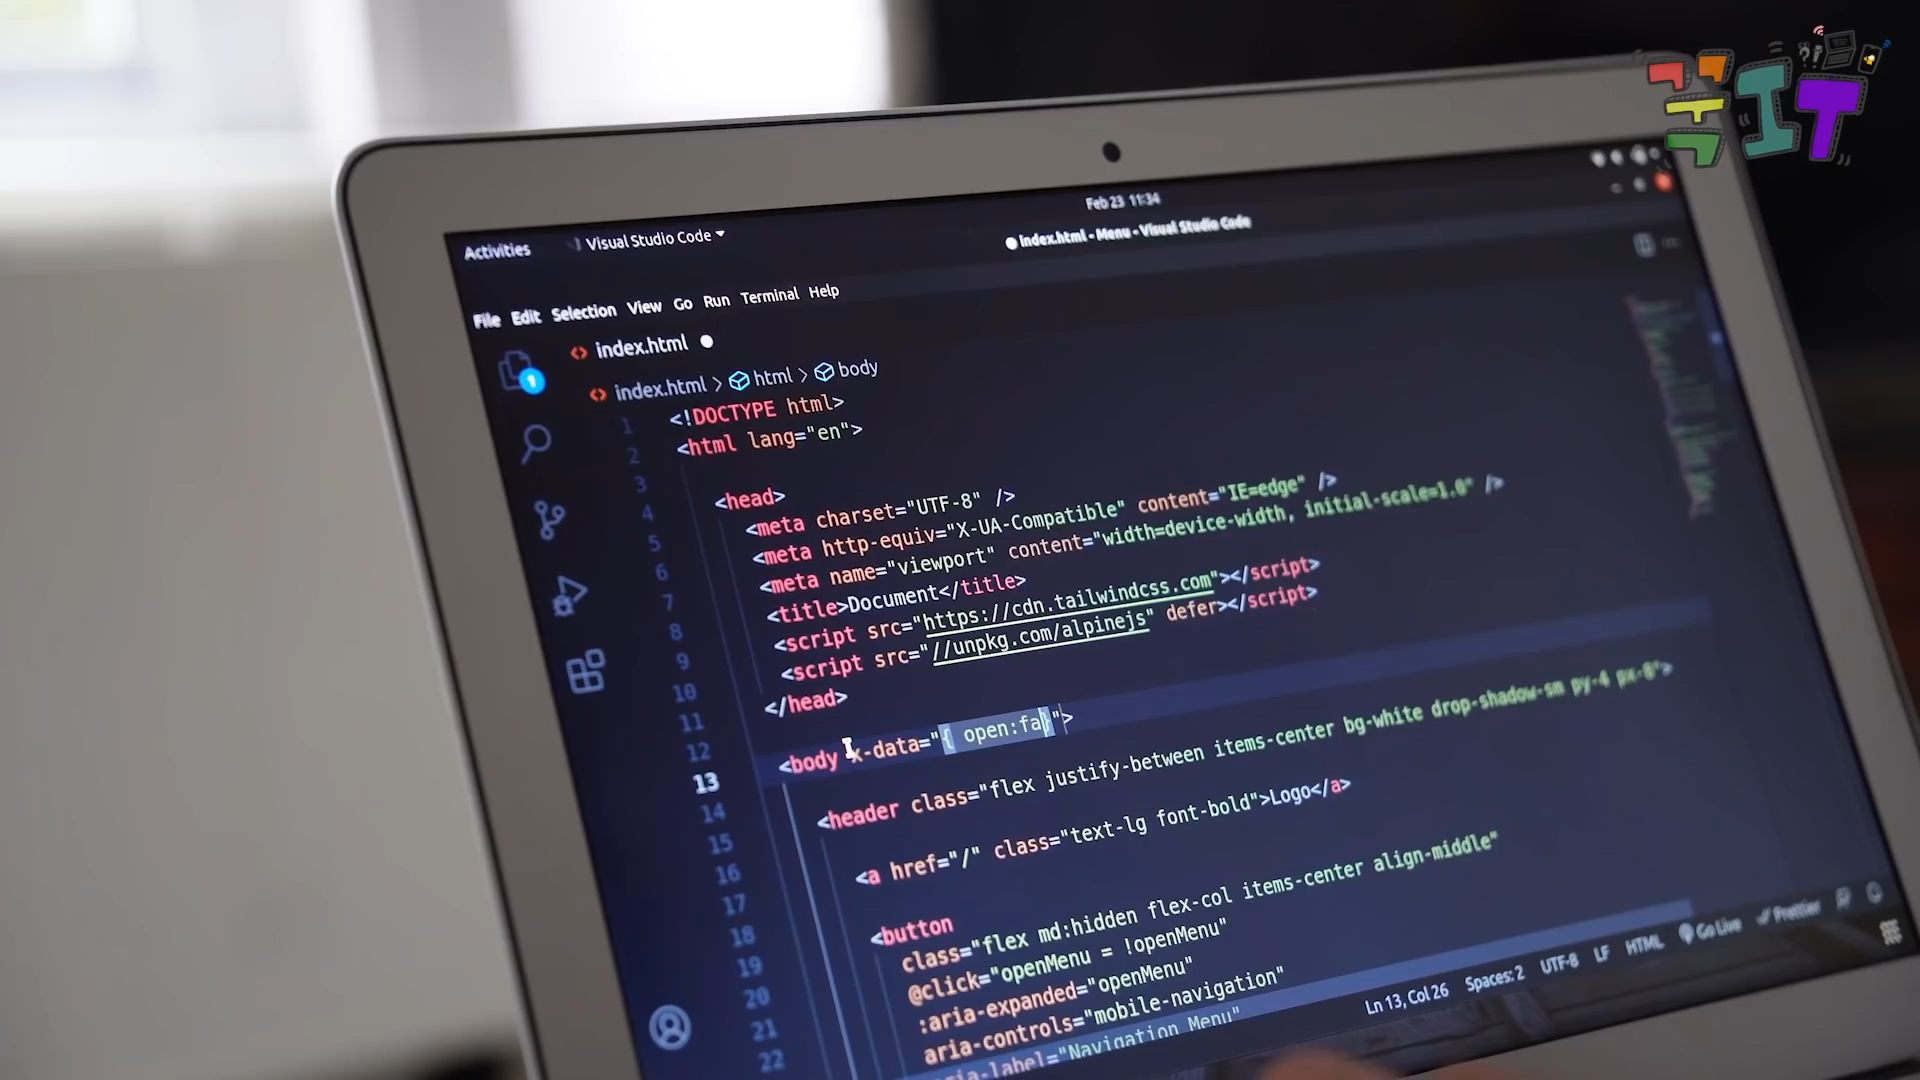 굿IT
Feb 23 11:34
Activities
Visual Studio Code
index.html - Menu - Visual Studio Code
File Edit Selection View Go Run Terminal Help
index.html
index.html > html > body
1 <!DOCTYPE html>
2 <html lang="en">
3
4 <head>
5 <meta charset="UTF-8" />
6 <meta http-equiv="X-UA-Compatible" content="IE=edge" />
7 <meta name="viewport" content="width=device-width, initial-scale=1.0" />
8 <title>Document</title>
9 <script src="https://cdn.tailwindcss.com"></script>
10 <script src="//unpkg.com/alpinejs" defer></script>
11 </head>
12
13 <body x-data="{ open:fa}">
14 <header class="flex justify-between items-center bg-white drop-shadow-sm py-4 px-8">
15
16 <a href="/" class="text-lg font-bold">Logo</a>
17
18 <button
19 class="flex md:hidden flex-col items-center align-middle"
20 @click="openMenu = !openMenu"
21 :aria-expanded="openMenu"
22 aria-controls="mobile-navigation"
aria-label="Navigation Menu"
Ln 13, Col 26 Spaces: 2 UTF-8 LF HTML Go Live Prettier